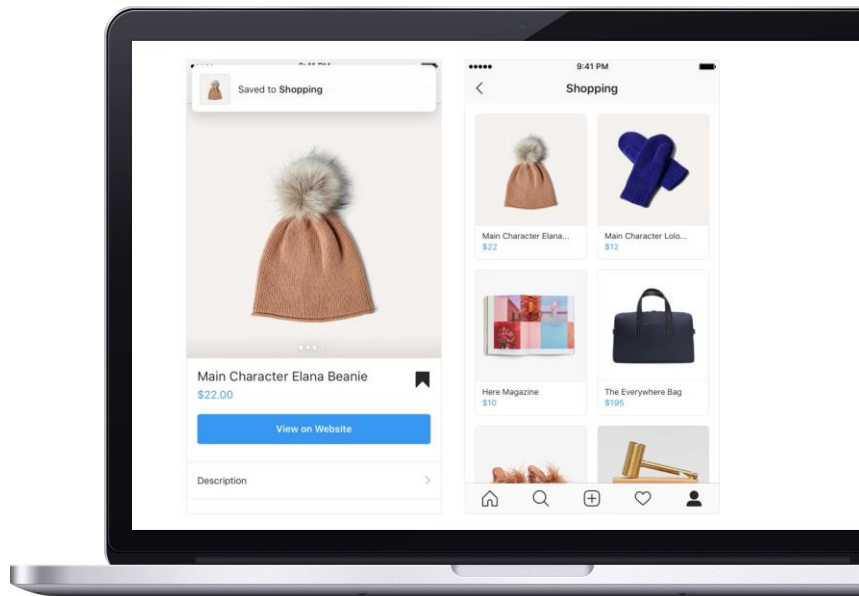 Saved to Shopping
Main Character Elana Beanie
$22.00
View on Website
Description
9:41 PM
Shopping
Main Character Elana...
$22
Main Character Lolo...
$12
Here Magazine
$10
The Everywhere Bag
$195